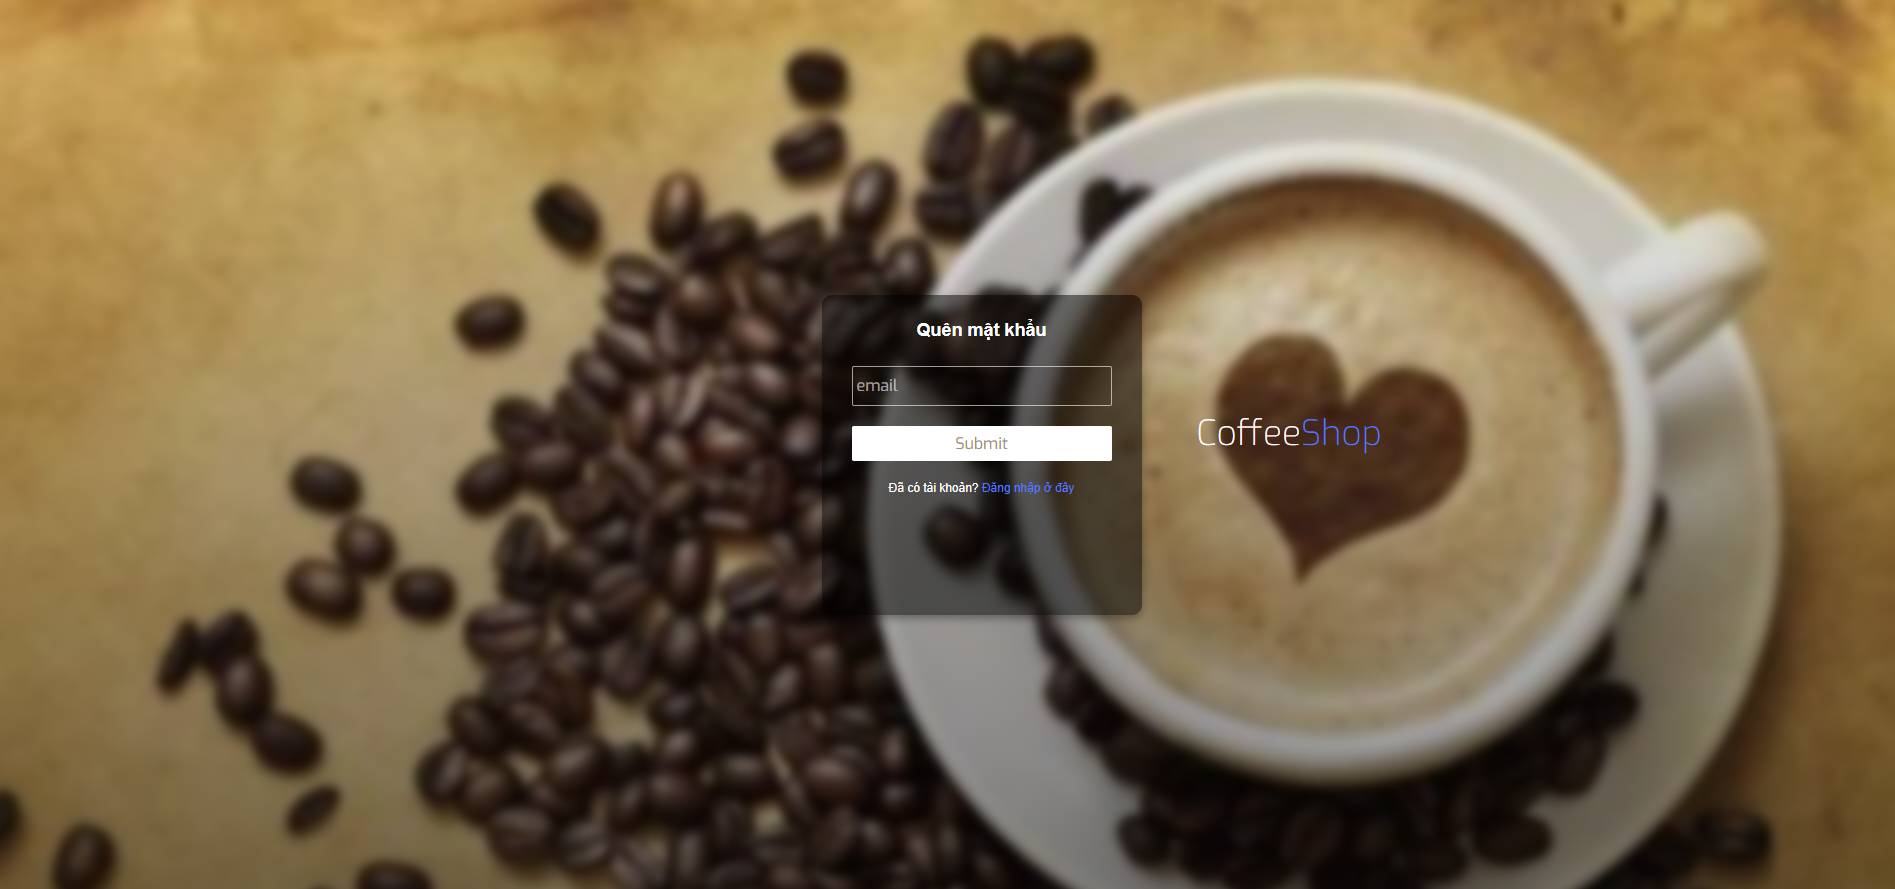 Quên mật khẩu
email
Submit
Đã có tài khoản? Đăng nhập ở đây
CoffeeShop